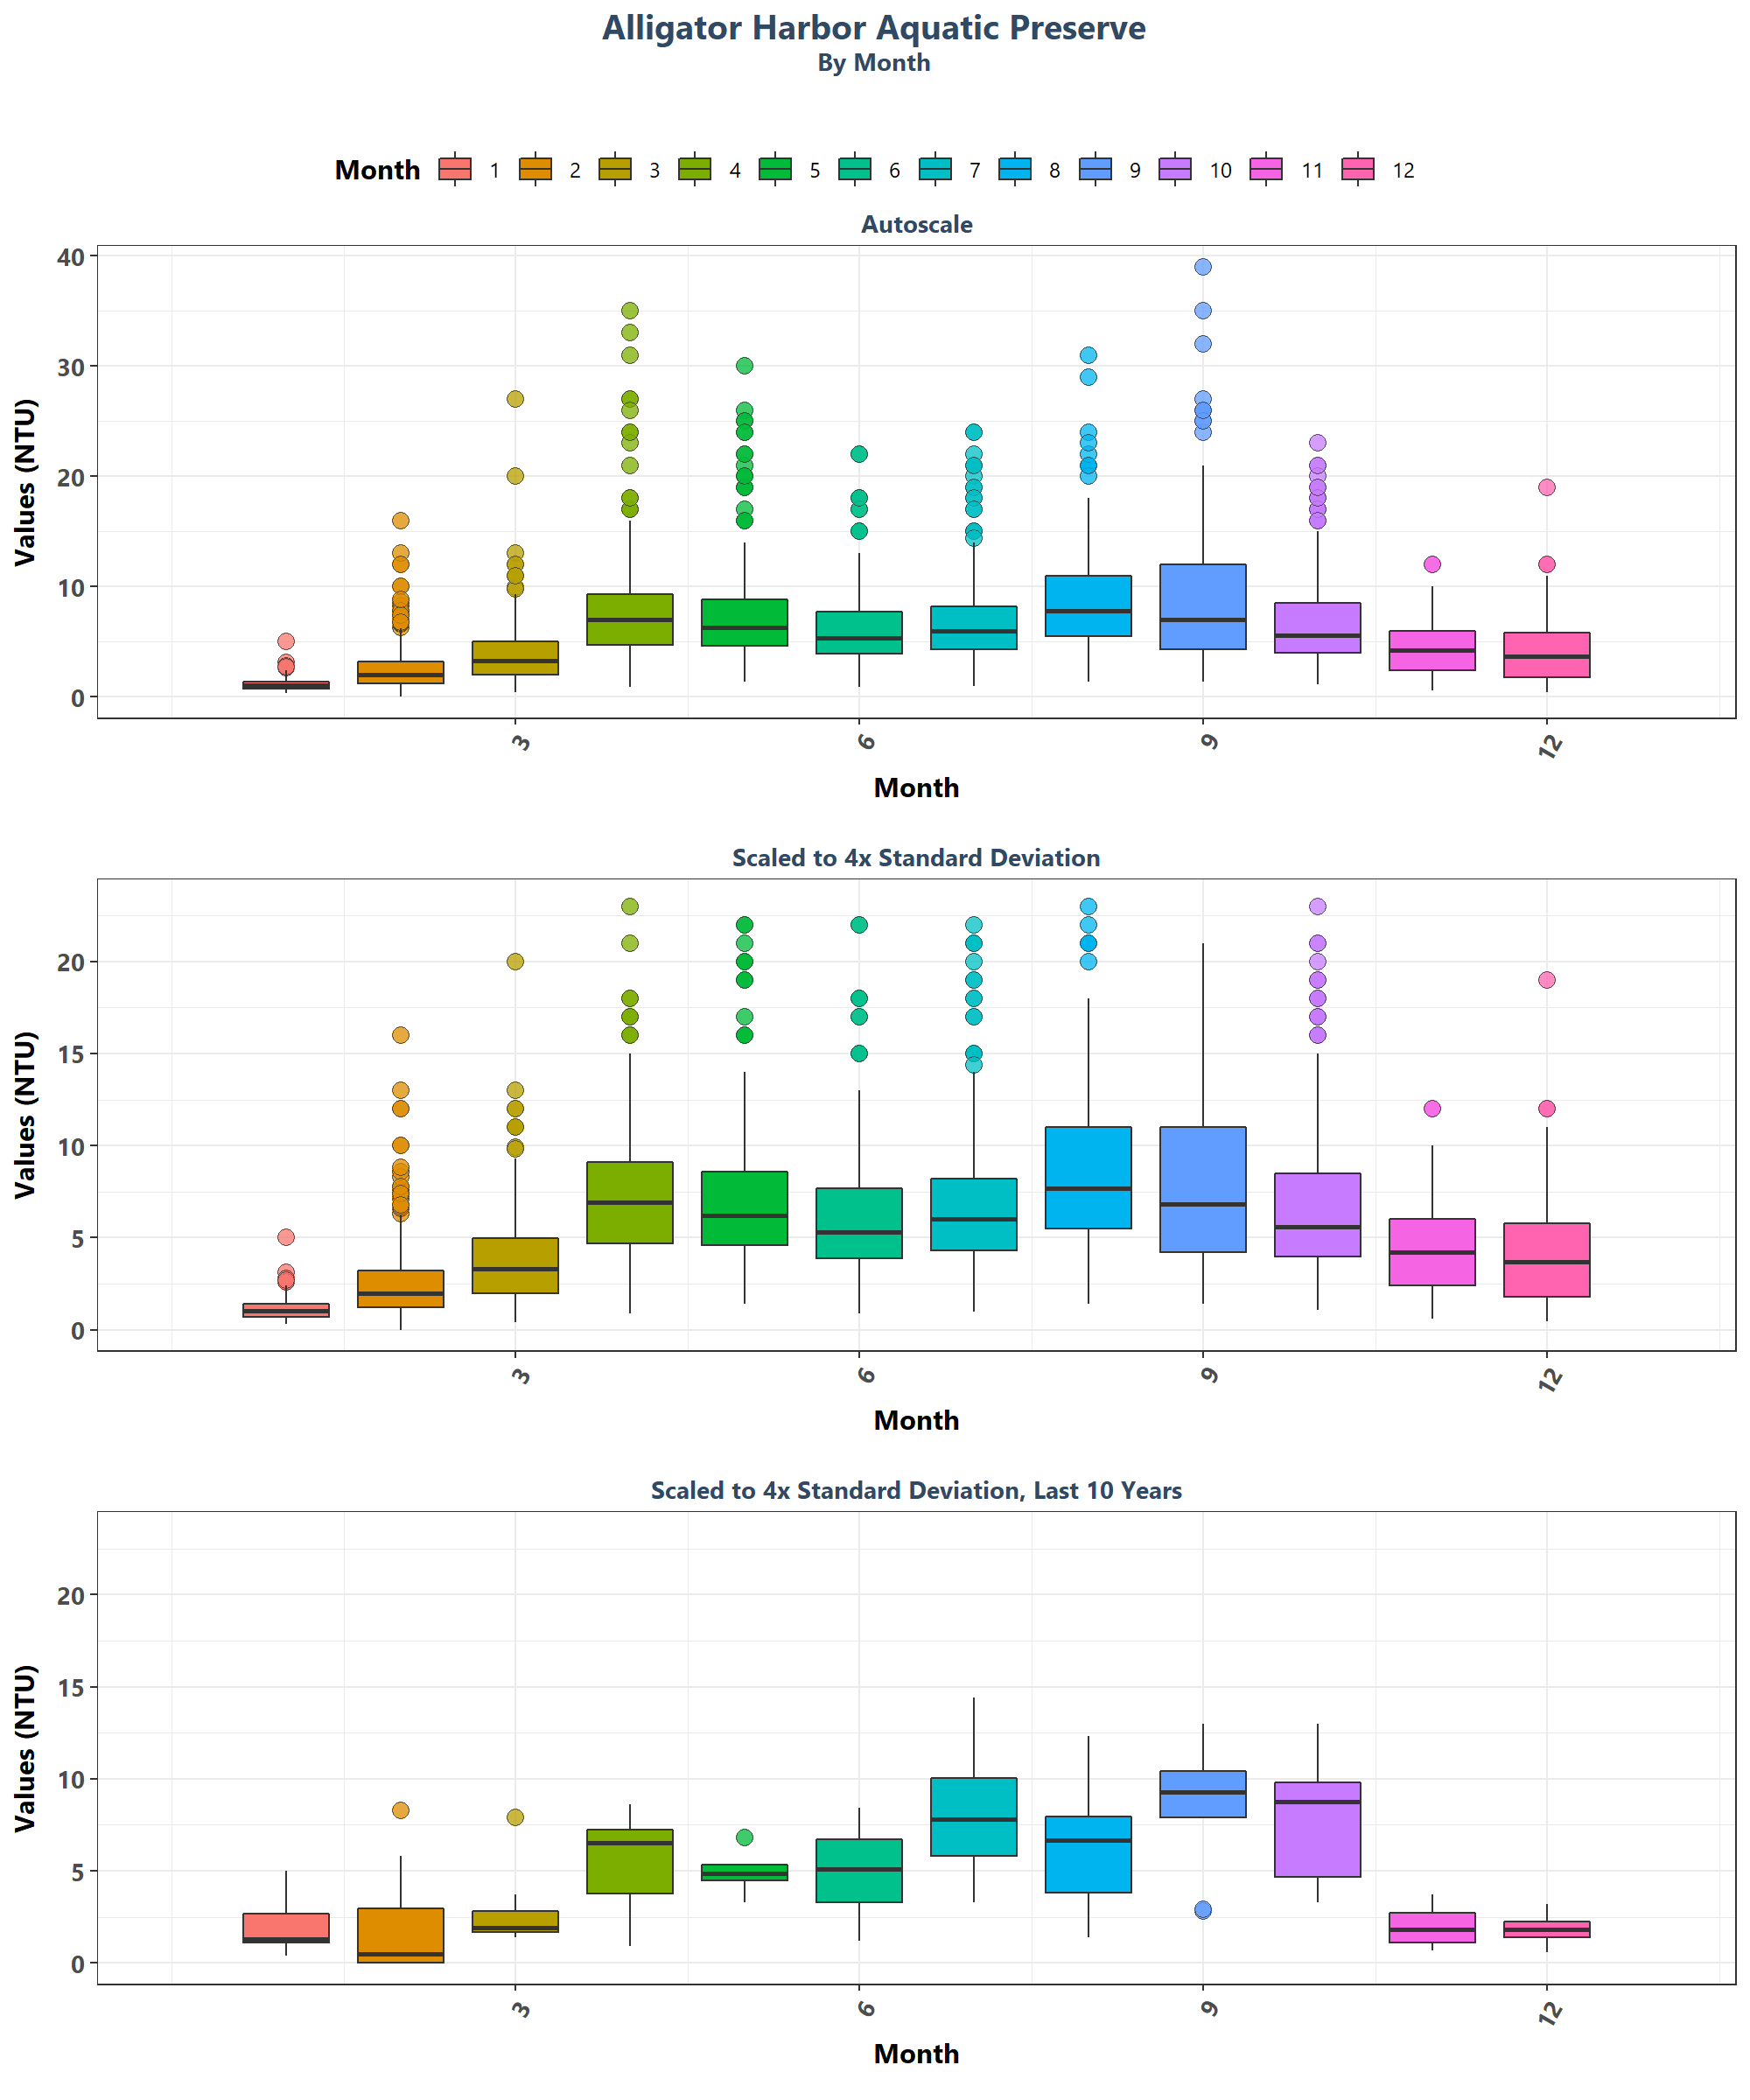 Alligator Harbor Aquatic Preserve
By Month
Month 1 2 3 4 5 6 7 8 9 10 11 12
Autoscale
Values (NTU)
40
30
20
10
0
3 6 9 12
Month
Scaled to 4x Standard Deviation
Values (NTU)
20
15
10
5
0
3 6 9 12
Month
Scaled to 4x Standard Deviation, Last 10 Years
Values (NTU)
20
15
10
5
0
3 6 9 12
Month